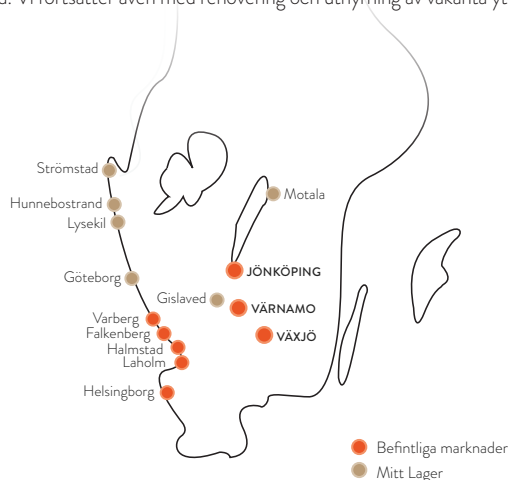 d. Vi fortsätter även med renovering och uthyrning av vakanta yt
Strömstad
Motala
Hunnebostrand
Lysekil
JÖNKÖPING
Göteborg
Gislaved
VÄRNAMO
Varberg
Falkenberg
VÄXJÖ
Halmstad
Laholm
Helsingborg
Befintliga marknader
Mitt Lager